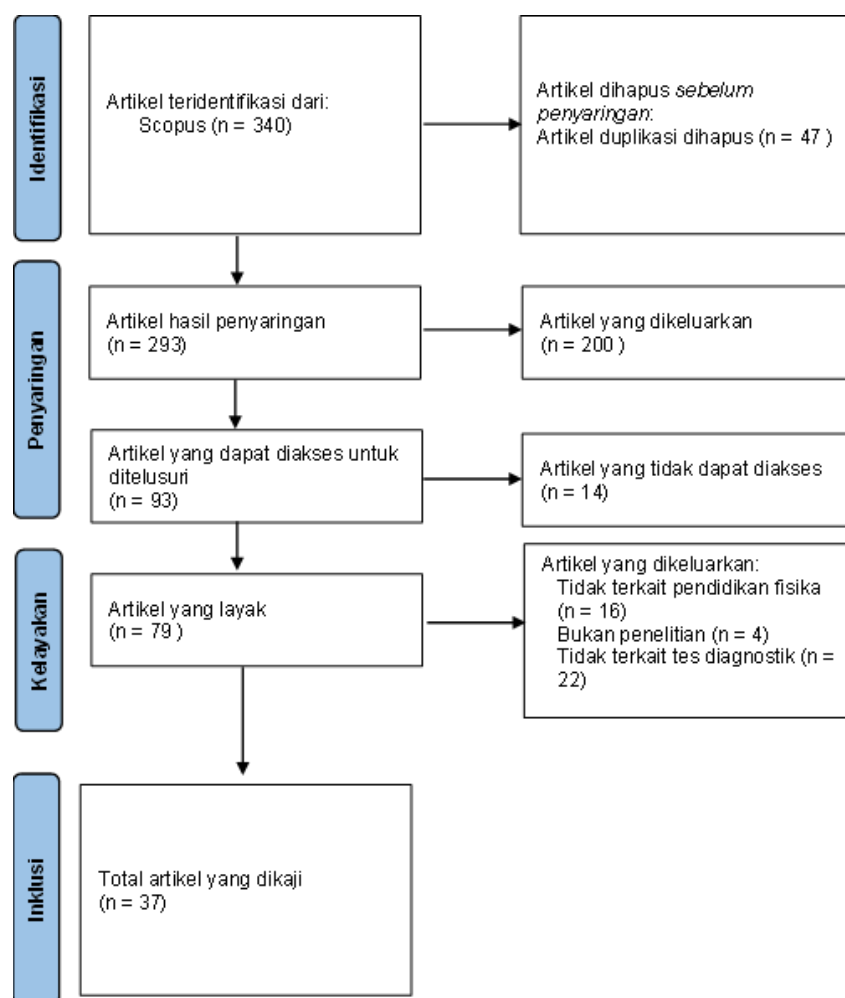 Identifikasi
Artikel teridentifikasi dari:
Scopus (n = 340)
Artikel dihapus sebelum
penyaringan:
Artikel duplikasi dihapus (n = 47 )
Penyaringan
Artikel hasil penyaringan
(n = 293)
Artikel yang dikeluarkan
(n = 200 )
Artikel yang dapat diakses untuk
ditelusuri
(n = 93)
Artikel yang tidak dapat diakses
(n = 14)
Kelayakan
Artikel yang layak
(n = 79 )
Artikel yang dikeluarkan:
Tidak terkait pendidikan fisika
(n = 16)
Bukan penelitian (n = 4)
Tidak terkait tes diagnostik (n =
22)
Inklusi
Total artikel yang dikaji
(n = 37)